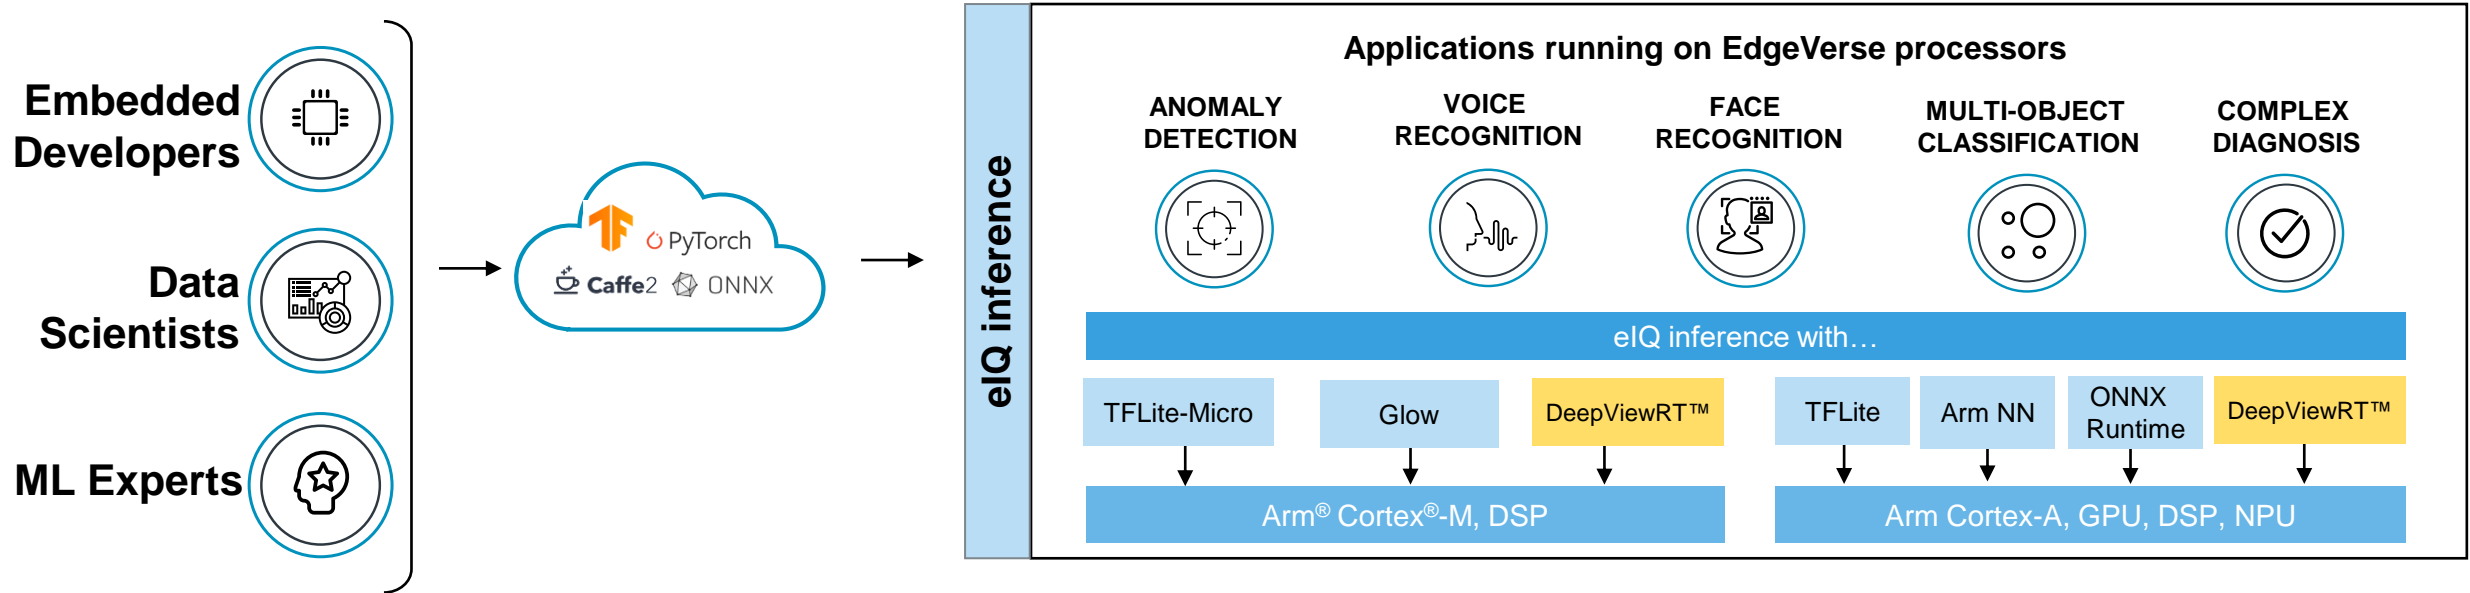 Embedded
Developers
Data
Scientists
ML Experts
PyTorch
Caffe2
ONNX
eIQ inference
Applications running on EdgeVerse processors
ANOMALY
DETECTION
VOICE
RECOGNITION
FACE
RECOGNITION
MULTI-OBJECT
CLASSIFICATION
COMPLEX
DIAGNOSIS
eIQ inference with…
TFLite-Micro
Glow
DeepViewRT™
TFLite
Arm NN
ONNX
Runtime
DeepViewRT™
Arm® Cortex®-M, DSP
Arm Cortex-A, GPU, DSP, NPU